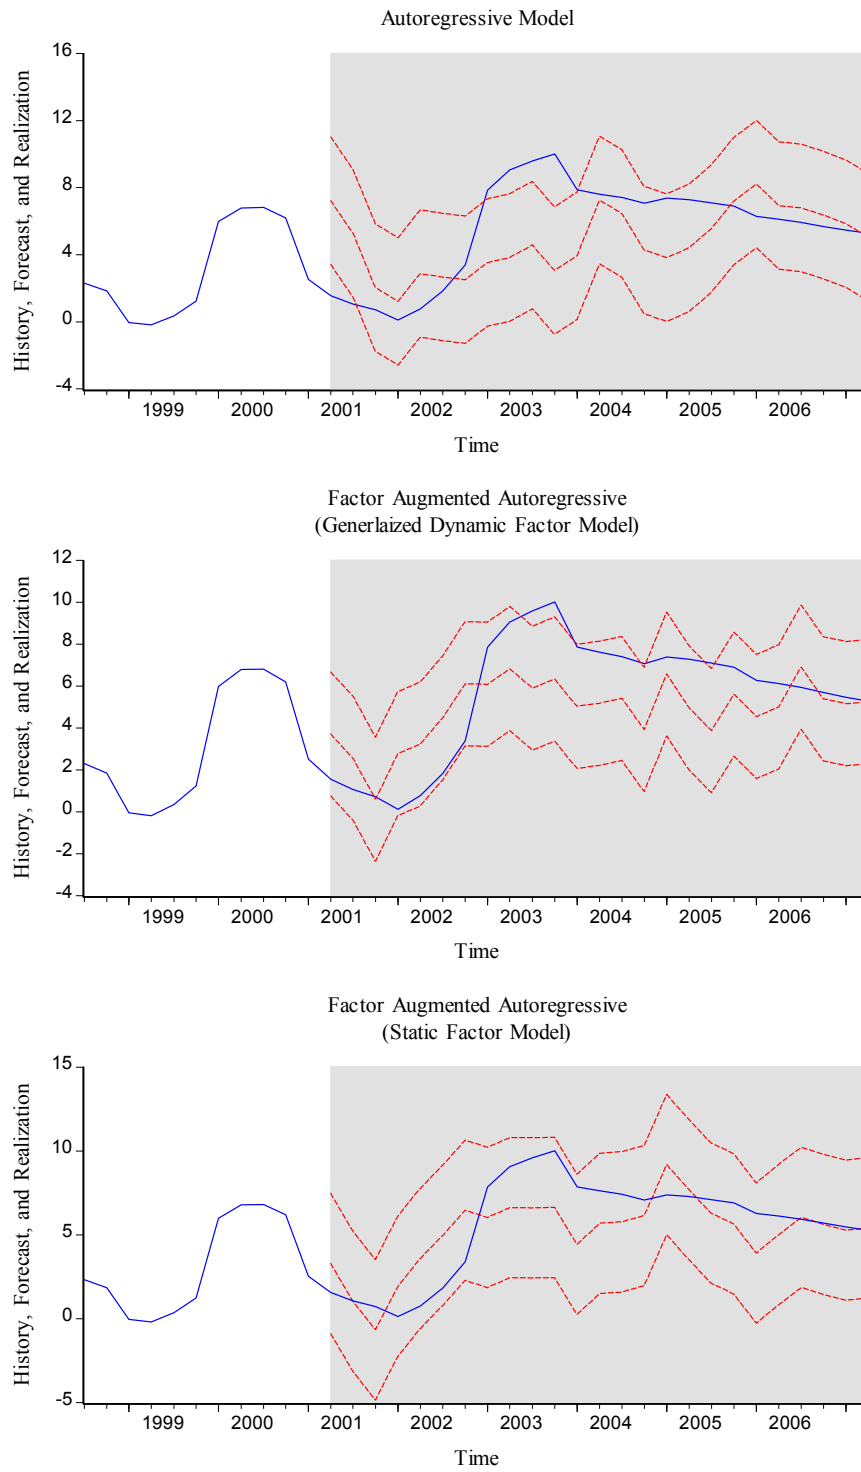 Autoregressive Model
History, Forecast, and Realization
16
12
8
4
0
-4
1999 2000 2001 2002 2003 2004 2005 2006
Time
Factor Augmented Autoregressive
(Generlaized Dynamic Factor Model)
History, Forecast, and Realization
12
10
8
6
4
2
0
-2
-4
1999 2000 2001 2002 2003 2004 2005 2006
Time
Factor Augmented Autoregressive
(Static Factor Model)
History, Forecast, and Realization
15
10
5
0
-5
1999 2000 2001 2002 2003 2004 2005 2006
Time